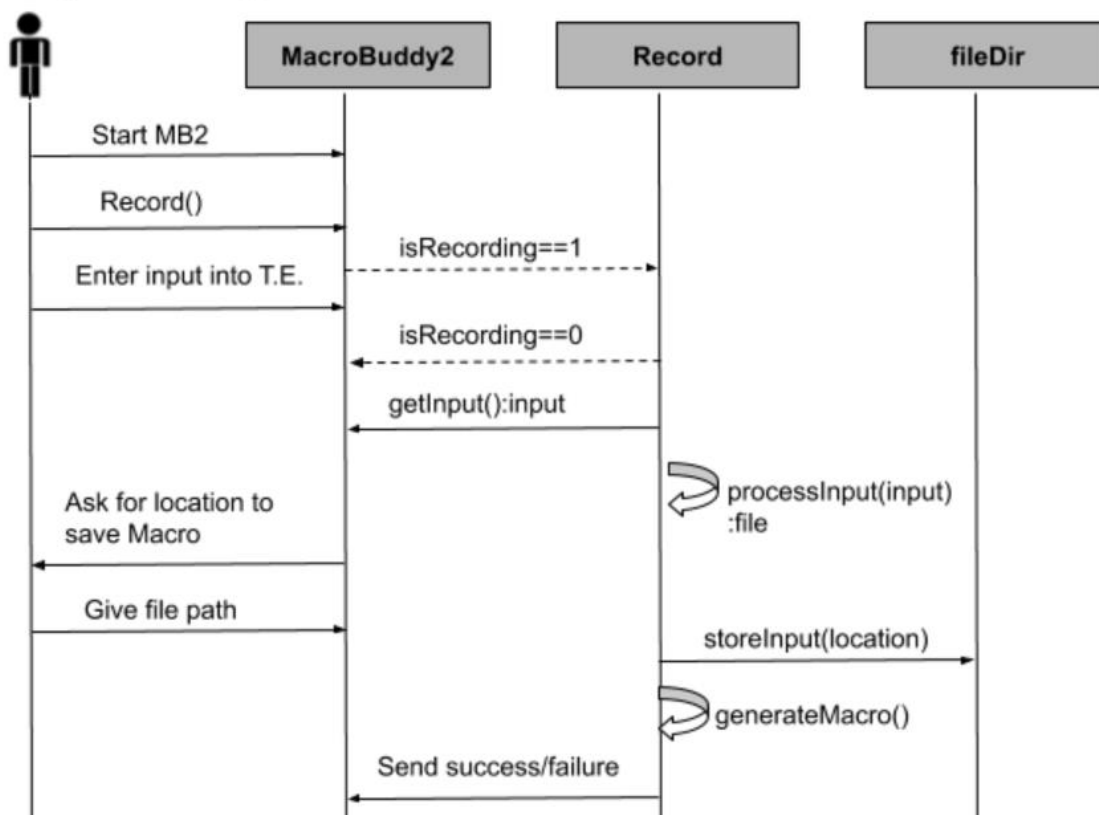 MacroBuddy2
Record
fileDir
Start MB2
Record()
isRecording==1
Enter input into T.E.
isRecording==0
getInput():input
processInput(input)
:file
Ask for location to
save Macro
Give file path
storeInput(location)
generateMacro()
Send success/failure